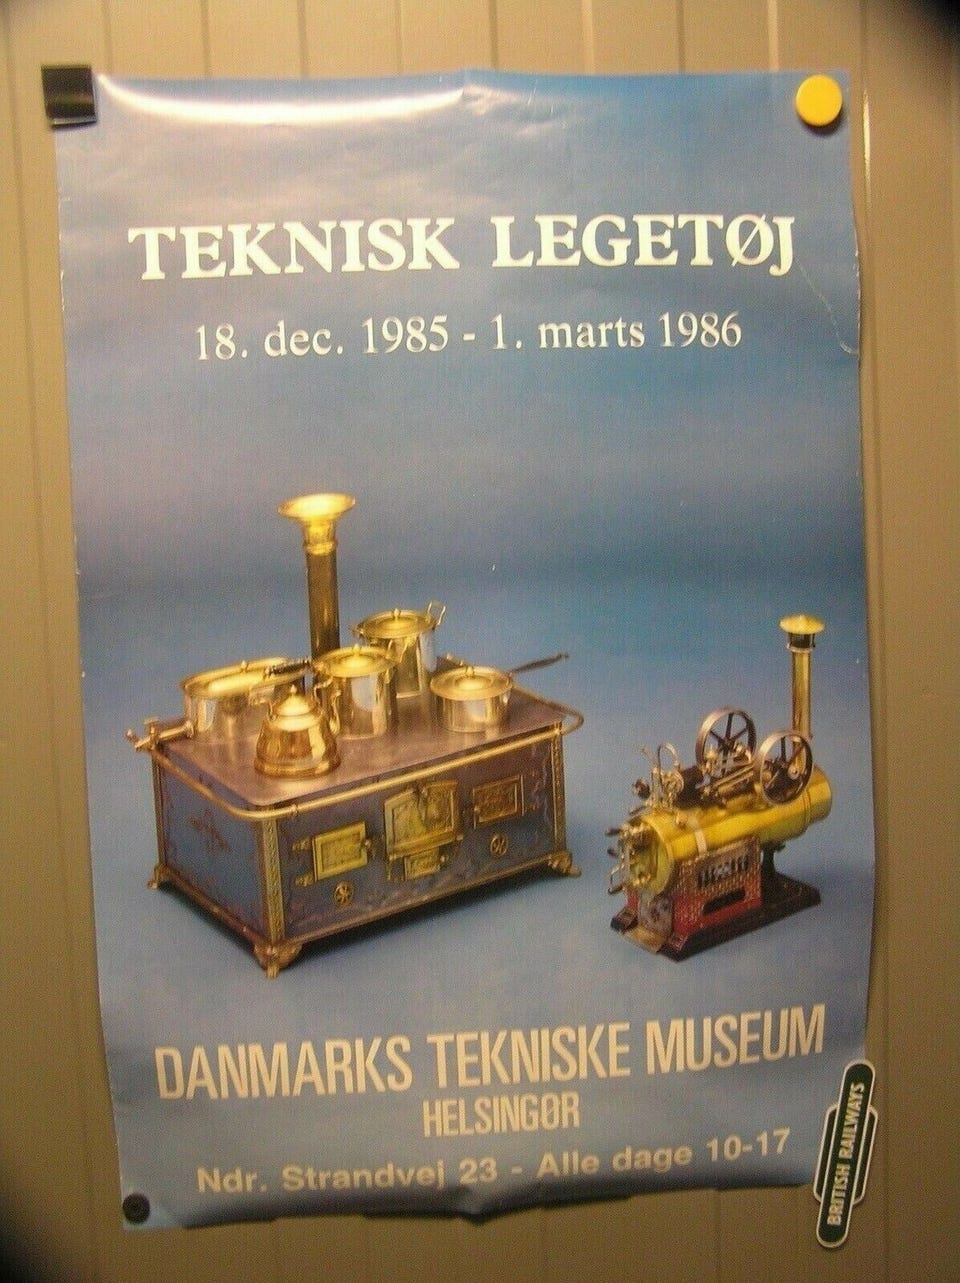 TEKNISK LEGETØJ
18. dec. 1985 - 1. marts 1986
DANMARKS TEKNISKE MUSEUM
HELSINGØR
Ndr. Strandvej 23 - Alle dage 10-17
BRITISH RAILWAYS